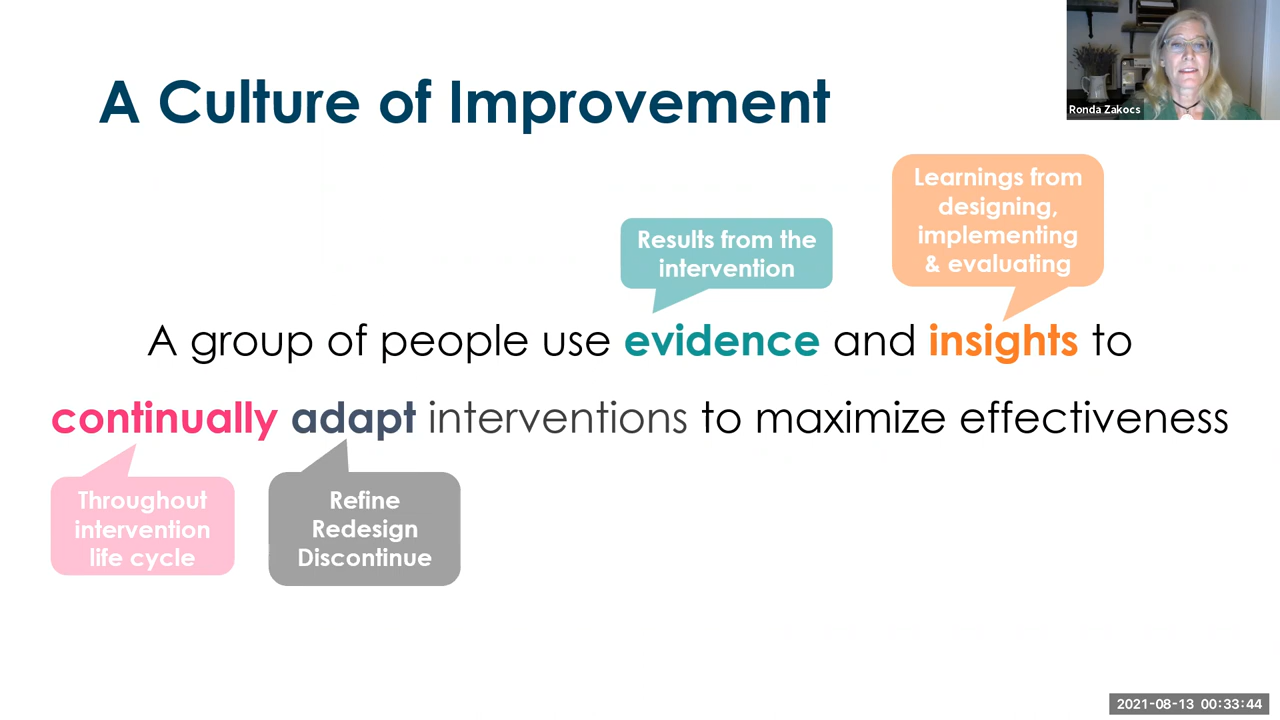 A Culture of Improvement
Ronda Zakocs
Learnings from
designing,
implementing
& evaluating
Results from the
intervention
A group of people use evidence and insights to
continually adapt interventions to maximize effectiveness
Throughout
intervention
life cycle
Refine
Redesign
Discontinue
2021-08-13 00:33:44